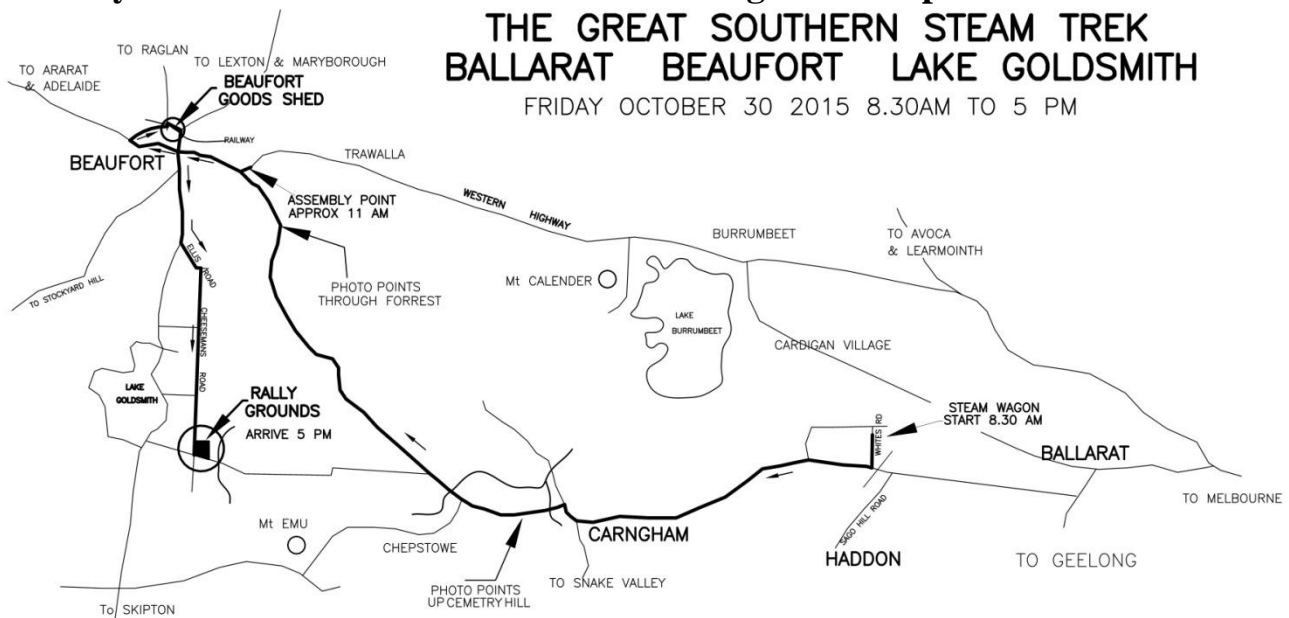 THE GREAT SOUTHERN STEAM TREK
BALLARAT BEAUFORT LAKE GOLDSMITH
FRIDAY OCTOBER 30 2015 8.30AM TO 5 PM
TO RAGLAN
TO LEXTON & MARYBOROUGH
TO ARARAT
& ADELAIDE
BEAUFORT
GOODS SHED
RAILWAY
BEAUFORT
TRAWALLA
ASSEMBLY POINT
APPROX 11 AM
WESTERN HIGHWAY
BURRUMBEET
TO AVOCA
& LEARMOINTH
ELLIS ROAD
PHOTO POINTS
THROUGH FORREST
Mt CALENDER
TO STOCKYARD HILL
CHEESEMANS ROAD
LAKE
BURRUMBEET
CARDIGAN VILLAGE
LAKE
GOLDSMITH
RALLY
GROUNDS
ARRIVE 5 PM
STEAM WAGON
START 8.30 AM
WHITES RD
BALLARAT
TO MELBOURNE
SAGO HILL ROAD
Mt EMU
CHEPSTOWE
CARNGHAM
HADDON
TO GEELONG
TO SNAKE VALLEY
PHOTO POINTS
UP CEMETRY HILL
To SKIPTON